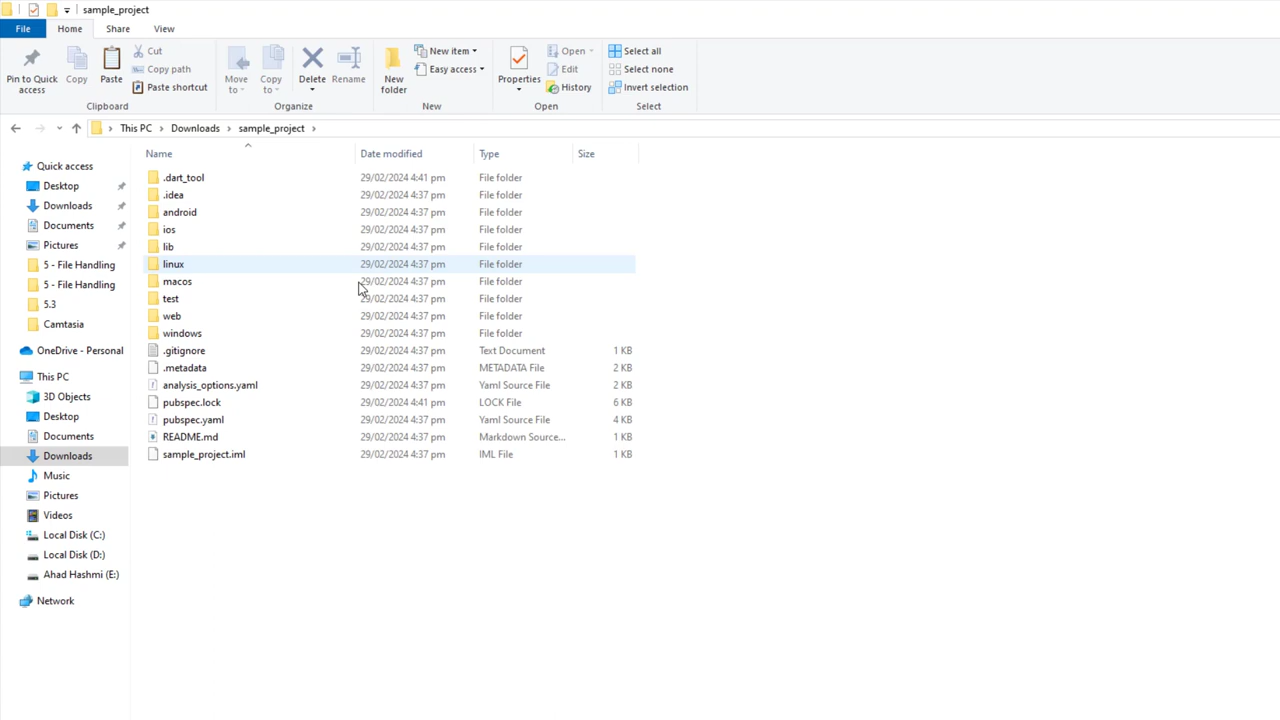 sample_project
File Home Share View
Pin to Quick access
Copy
Paste
Cut
Copy path
Paste shortcut
Clipboard
Move to
Copy to
Delete
Rename
Organize
New folder
New item
Easy access
New
Properties
Open
Edit
History
Open
Select all
Select none
Invert selection
Select
This PC Downloads sample_project
Quick access
Desktop
Downloads
Documents
Pictures
5 - File Handling
5 - File Handling
5.3
Camtasia
OneDrive - Personal
This PC
3D Objects
Desktop
Documents
Downloads
Music
Pictures
Videos
Local Disk (C:)
Local Disk (D:)
Ahad Hashmi (E:)
Network
Name Date modified Type Size
.dart_tool 29/02/2024 4:41 pm File folder
.idea 29/02/2024 4:37 pm File folder
android 29/02/2024 4:37 pm File folder
ios 29/02/2024 4:37 pm File folder
lib 29/02/2024 4:37 pm File folder
linux 29/02/2024 4:37 pm File folder
macos 29/02/2024 4:37 pm File folder
test 29/02/2024 4:37 pm File folder
web 29/02/2024 4:37 pm File folder
windows 29/02/2024 4:37 pm File folder
.gitignore 29/02/2024 4:37 pm Text Document 1 KB
.metadata 29/02/2024 4:37 pm METADATA File 2 KB
analysis_options.yaml 29/02/2024 4:37 pm Yaml Source File 2 KB
pubspec.lock 29/02/2024 4:41 pm LOCK File 6 KB
pubspec.yaml 29/02/2024 4:37 pm Yaml Source File 4 KB
README.md 29/02/2024 4:37 pm Markdown Source... 1 KB
sample_project.iml 29/02/2024 4:37 pm IML File 1 KB